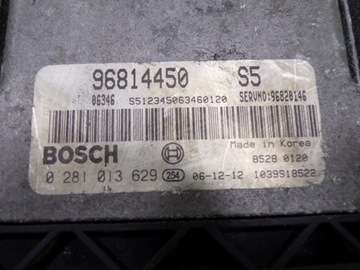 96814450 S5
06346 S512345063460120 SERVNO:96820146
Made in Korea
BOSCH 8528 0120
0 281 013 629 254 06-12-12 1039S18522